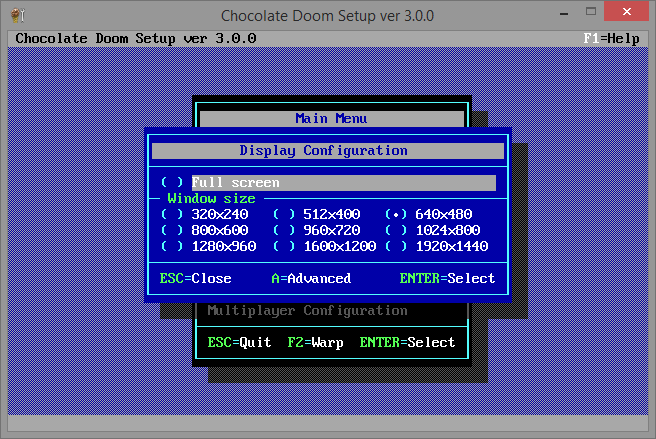 Chocolate Doom Setup ver 3.0.0
Chocolate Doom Setup ver 3.0.0 F1=Help
Main Menu
Display Configuration
( ) Full screen
Window size
( ) 320x240 ( ) 512x400 (•) 640x480
( ) 800x600 ( ) 960x720 ( ) 1024x800
( ) 1280x960 ( ) 1600x1200 ( ) 1920x1440
ESC=Close A=Advanced ENTER=Select
Multiplayer Configuration
ESC=Quit F2=Warp ENTER=Select